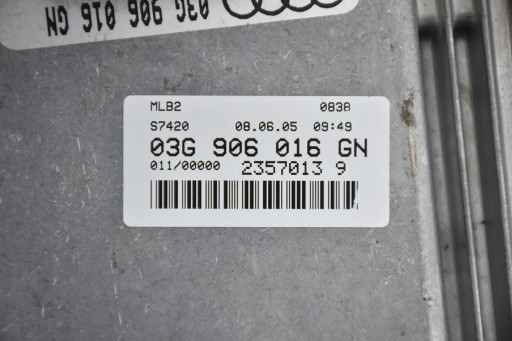 03G 906 016 GN
MLB2 083A
S7420 08.06.05 09:49
03G 906 016 GN
011/00000 2357013 9